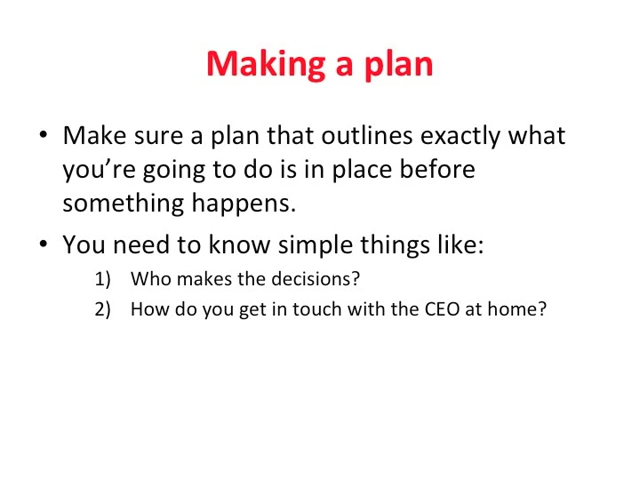 Making a plan
• Make sure a plan that outlines exactly what
you’re going to do is in place before
something happens.
• You need to know simple things like:
1) Who makes the decisions?
2) How do you get in touch with the CEO at home?